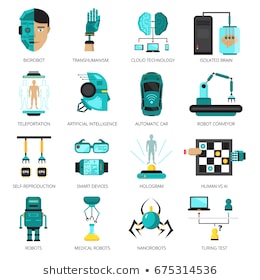 BIOROBOT
TRANSHUMANISM
CLOUD TECHNOLOGY
ISOLATED BRAIN
TELEPORTATION
ARTIFICIAL INTELLIGENCE
AUTOMATIC CAR
ROBOT CONVEYOR
SELF-REPRODUCTION
SMART DEVICES
HOLOGRAM
HUMAN VS AI
ROBOTS
MEDICAL ROBOTS
NANOROBOTS
TURING TEST
shutterstock.com • 675314536